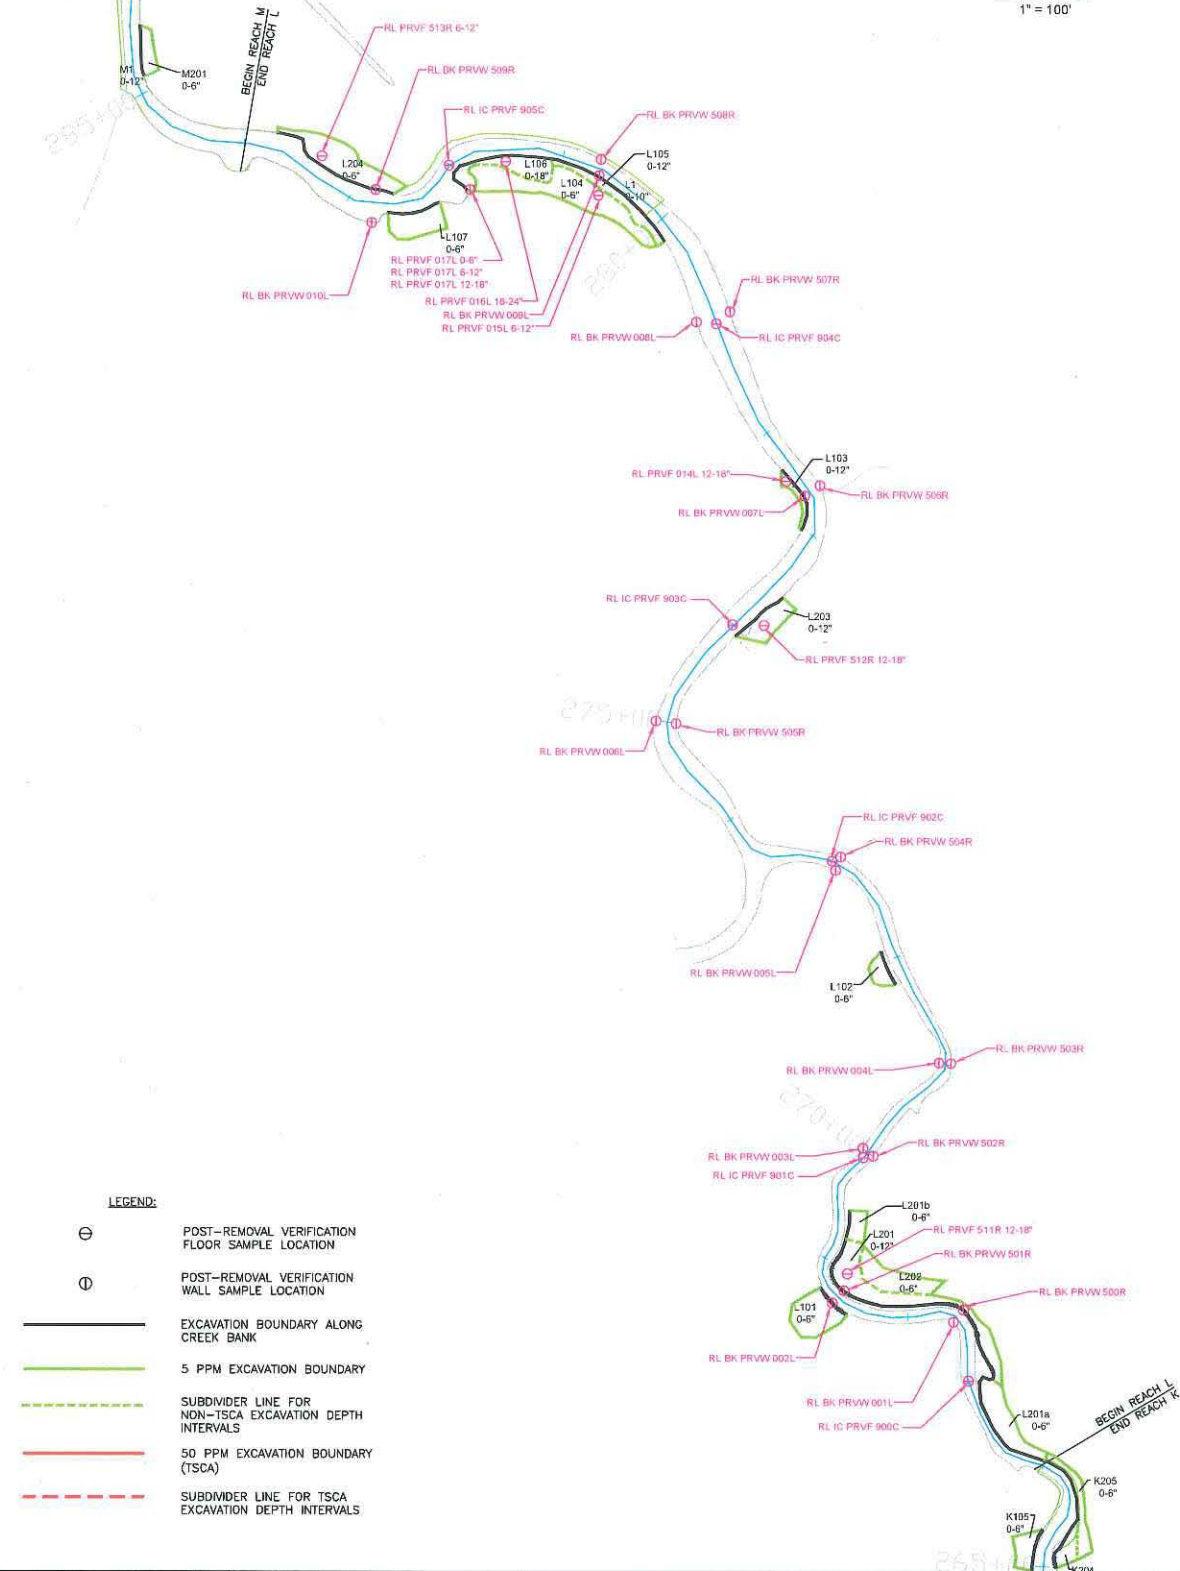 1" = 100'
RL PRVF 513R 6-12"
BEGIN REACH M
END REACH L
M1
0-12"
M201
0-6"
RL BK PRVW 509R
RL IC PRVF 905C
RL BK PRVW 508R
285+00
L204
0-6"
L106
0-18"
L105
0-12"
L104
0-6"
L1
0-10"
L107
0-6"
RL PRVF 017L 0-6"
RL PRVF 017L 6-12"
RL PRVF 017L 12-18"
RL BK PRVW 010L
RL PRVF 016L 18-24"
RL BK PRVW 009L
RL PRVF 015L 6-12"
RL BK PRVW 507R
RL BK PRVW 008L
RL IC PRVF 904C
L103
0-12"
RL PRVF 014L 12-18"
RL BK PRVW 506R
RL BK PRVW 007L
RL IC PRVF 903C
L203
0-12"
RL PRVF 512R 12-18"
275+00
RL BK PRVW 505R
RL BK PRVW 006L
RL IC PRVF 902C
RL BK PRVW 504R
RL BK PRVW 005L
L102
0-6"
RL BK PRVW 503R
RL BK PRVW 004L
270+00
RL BK PRVW 502R
RL BK PRVW 003L
RL IC PRVF 901C
L201b
0-6"
L201
0-12"
RL PRVF 511R 12-18"
RL BK PRVW 501R
L202
0-6"
RL BK PRVW 500R
L101
0-6"
RL BK PRVW 002L
RL BK PRVW 001L
RL IC PRVF 900C
L201a
0-6"
BEGIN REACH L
END REACH K
K205
0-6"
K105
0-6"
K204
LEGEND:
POST-REMOVAL VERIFICATION
FLOOR SAMPLE LOCATION
POST-REMOVAL VERIFICATION
WALL SAMPLE LOCATION
EXCAVATION BOUNDARY ALONG
CREEK BANK
5 PPM EXCAVATION BOUNDARY
SUBDIVIDER LINE FOR
NON-TSCA EXCAVATION DEPTH
INTERVALS
50 PPM EXCAVATION BOUNDARY
(TSCA)
SUBDIVIDER LINE FOR TSCA
EXCAVATION DEPTH INTERVALS